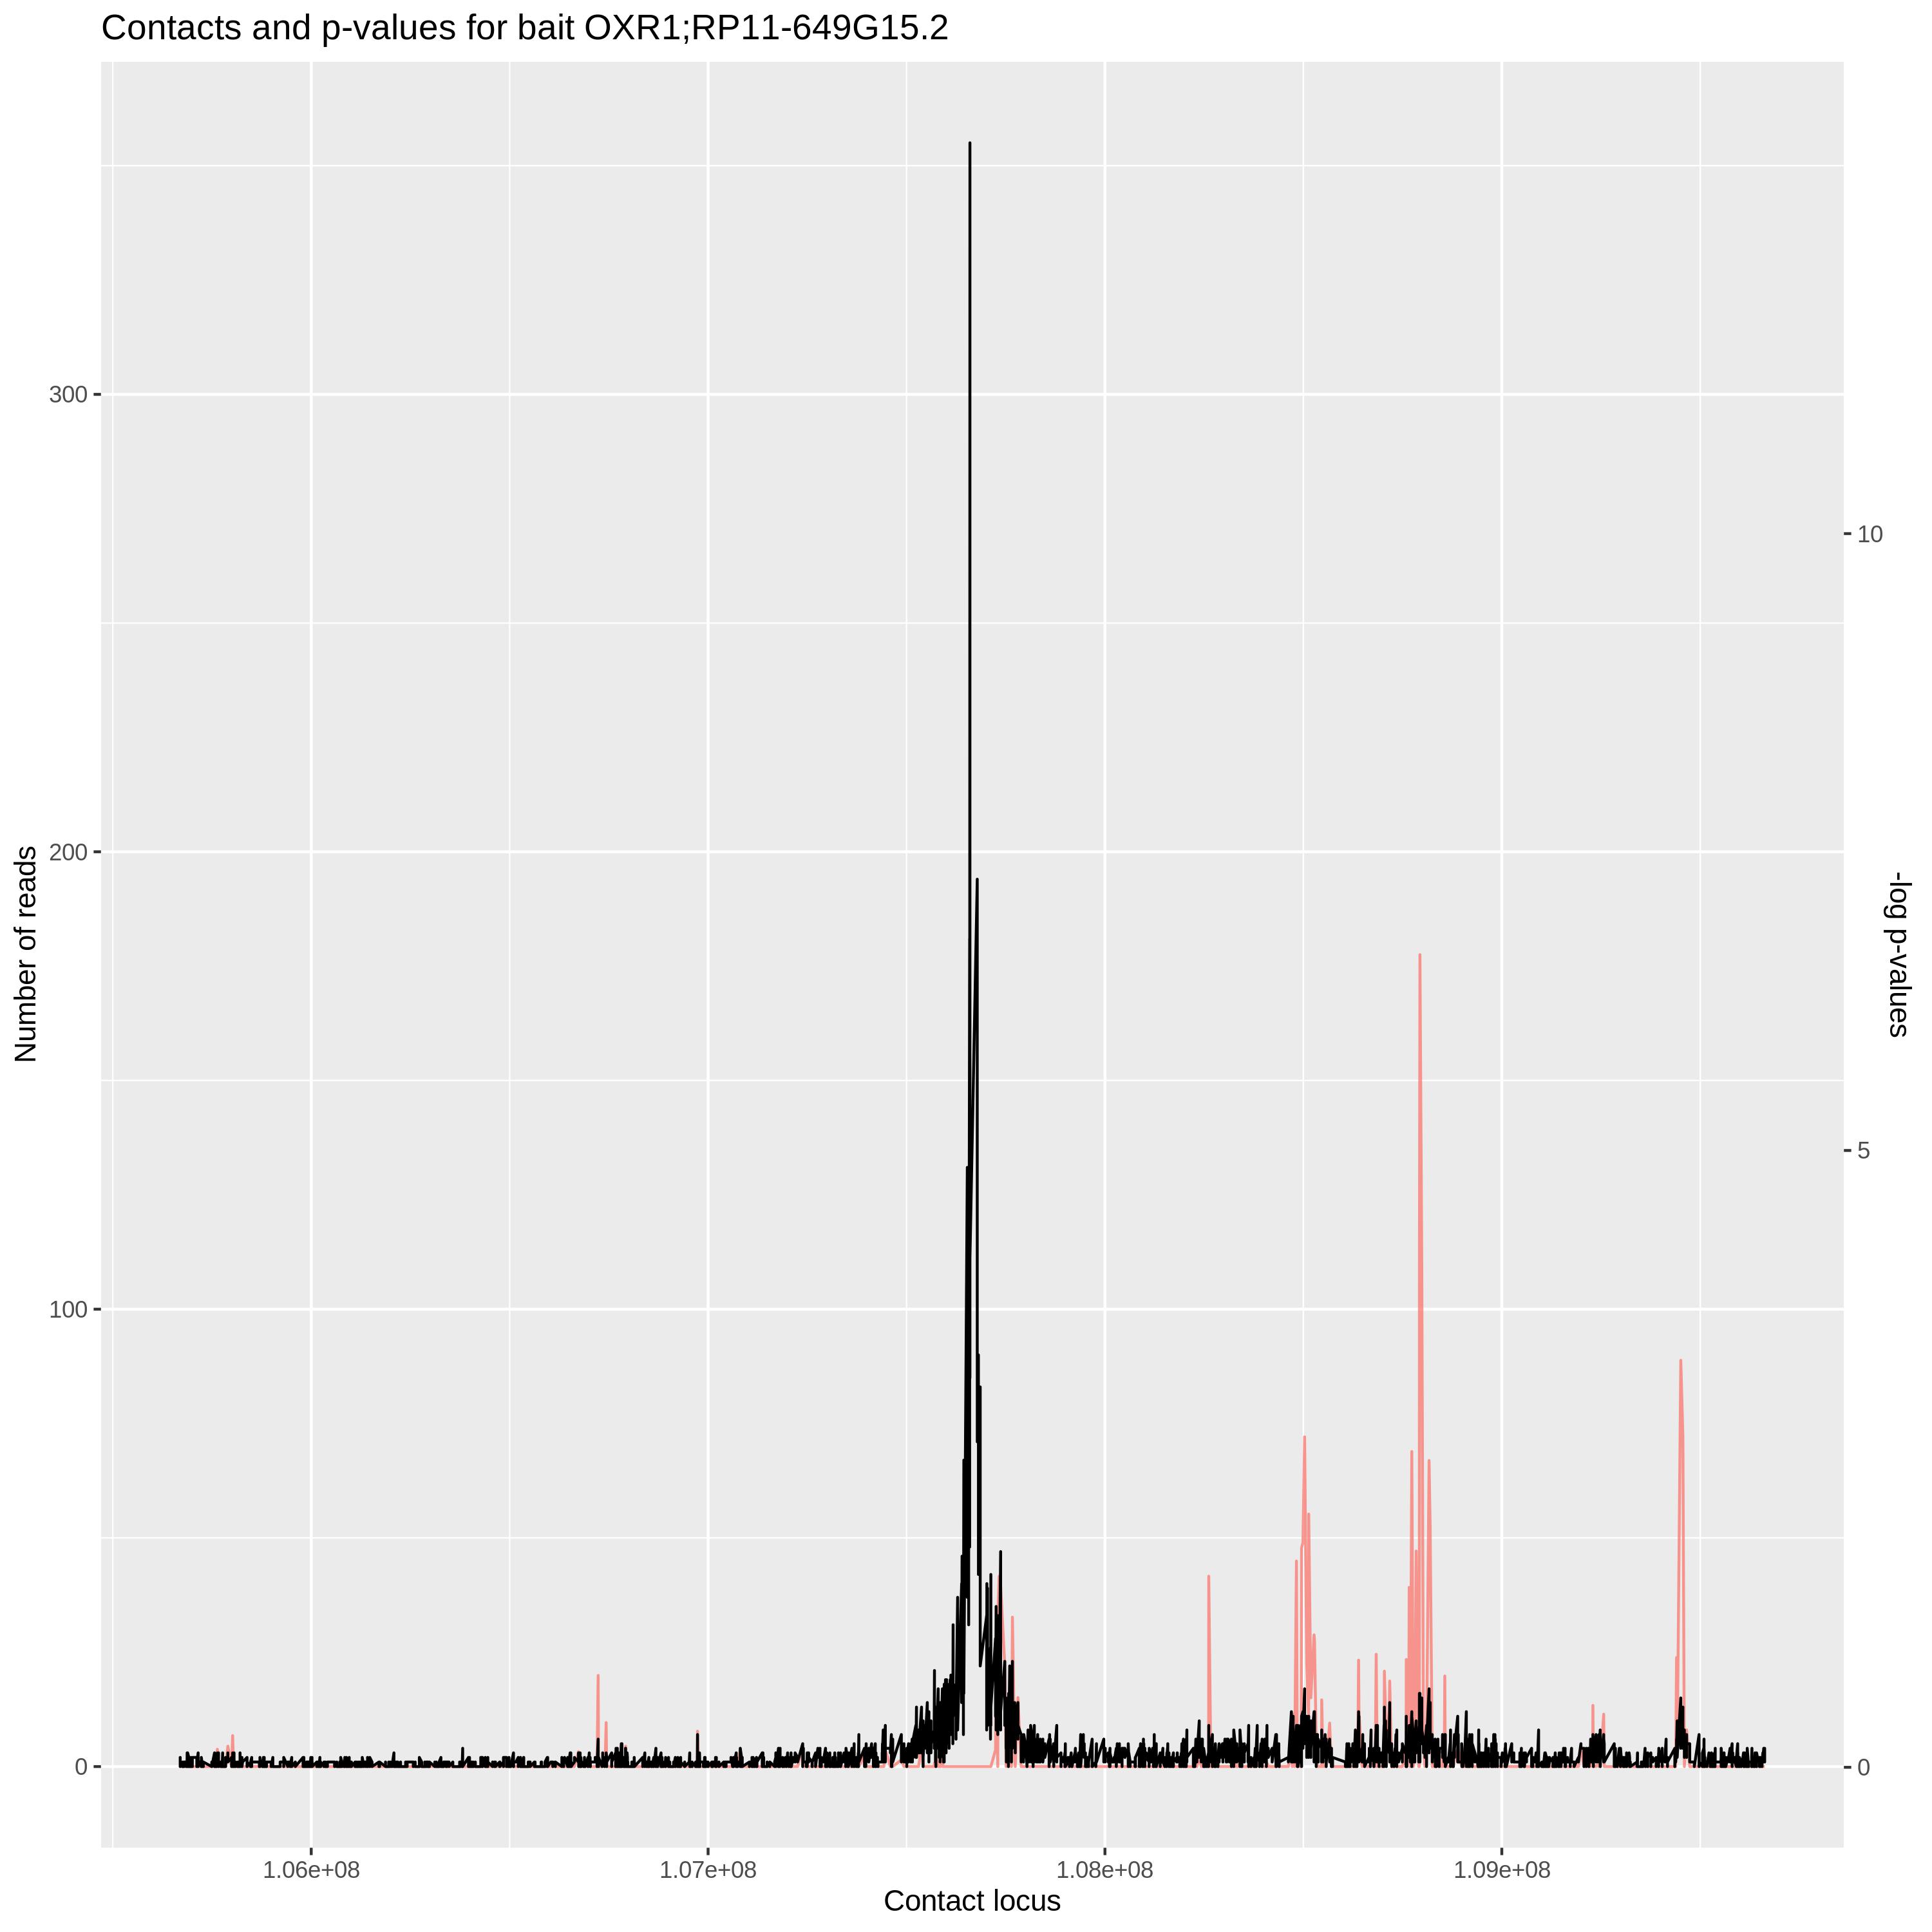 Contacts and p-values for bait OXR1;RP11-649G15.2
Number of reads
300
200
100
0
10
5
0
-log p-values
1.06e+08
1.07e+08
1.08e+08
1.09e+08
Contact locus